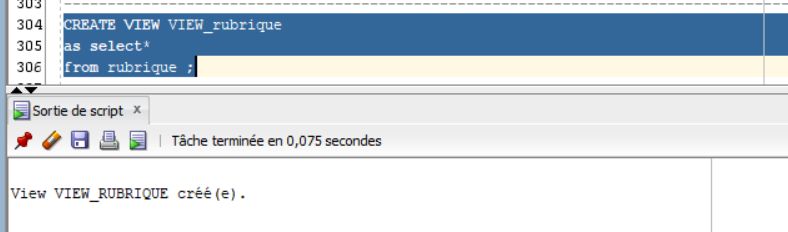 303
304 CREATE VIEW VIEW_rubrique
305 as select*
306 from rubrique ;
Sortie de script x
Tâche terminée en 0,075 secondes
View VIEW_RUBRIQUE créé(e).